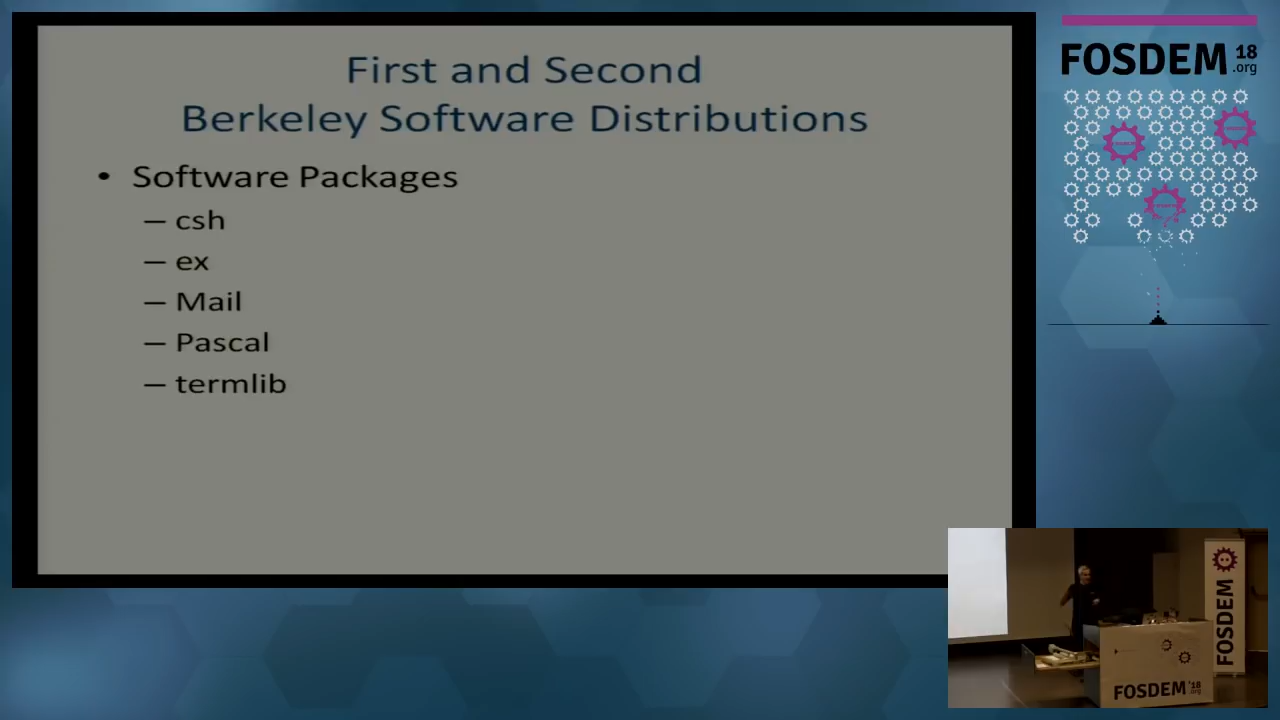 First and Second
Berkeley Software Distributions
• Software Packages
– csh
– ex
– Mail
– Pascal
– termlib
FOSDEM 18
.org
FOSDEM
FOSDEM '18
.org